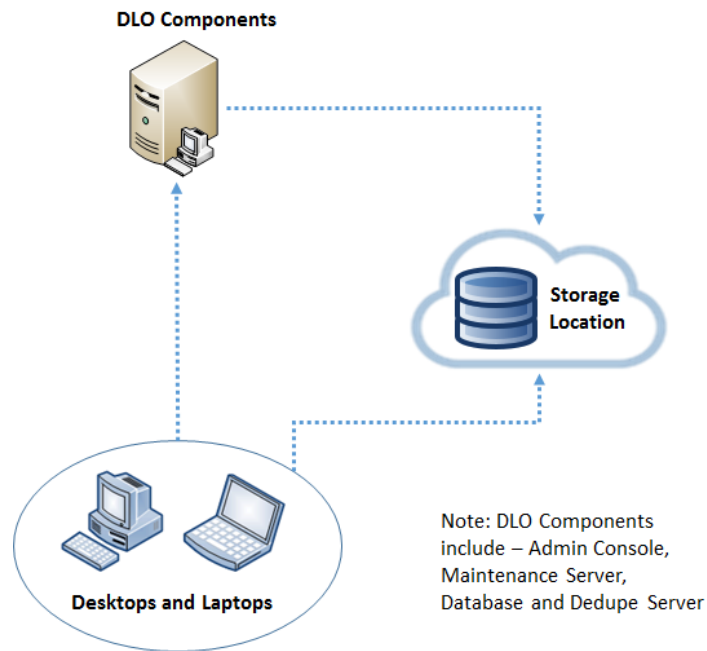 DLO Components
Storage
Location
Desktops and Laptops
Note: DLO Components
include – Admin Console,
Maintenance Server,
Database and Dedupe Server